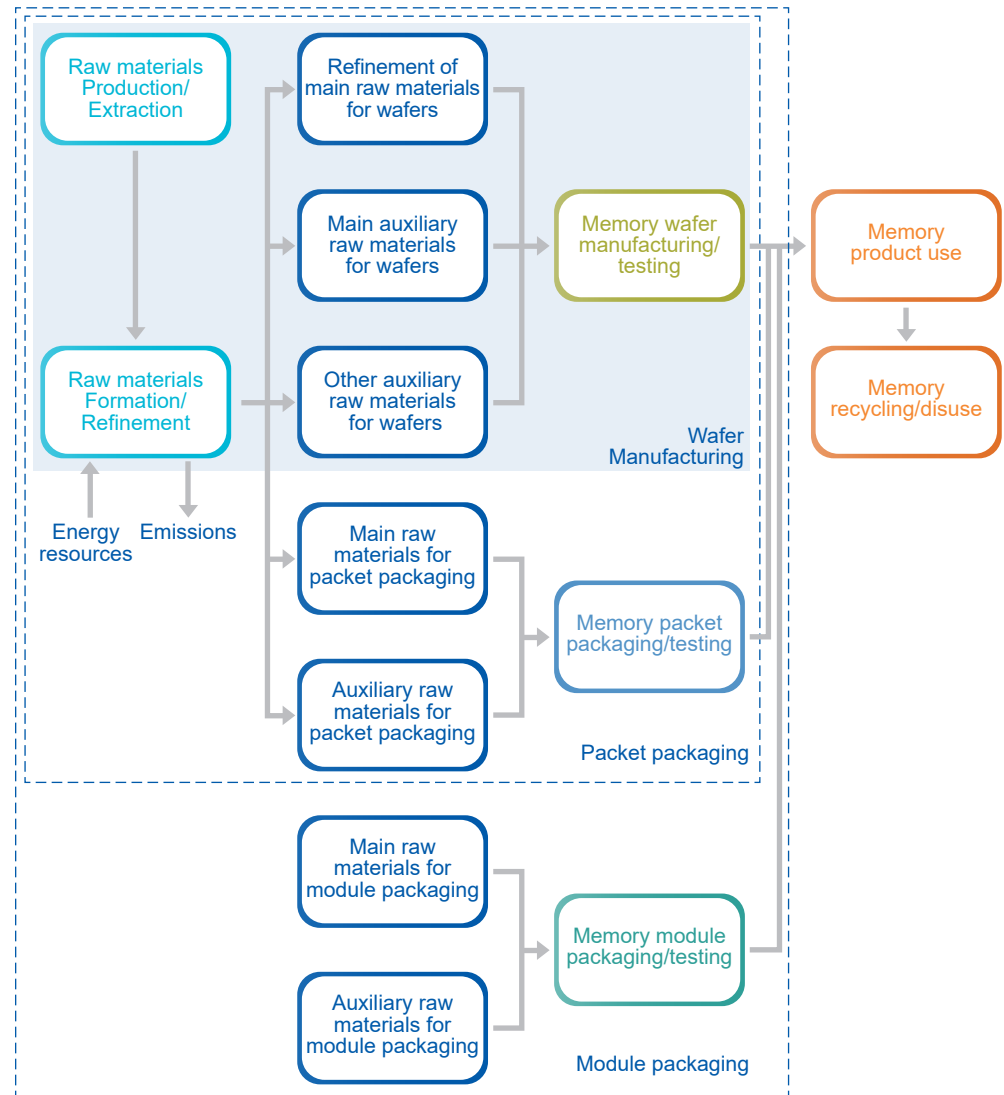 Raw materials
Production/
Extraction
Refinement of
main raw materials
for wafers
Main auxiliary
raw materials
for wafers
Memory wafer
manufacturing/
testing
Memory
product use
Raw materials
Formation/
Refinement
Other auxiliary
raw materials
for wafers
Memory
recycling/disuse
Wafer
Manufacturing
Energy
resources
Emissions
Main raw
materials for
packet packaging
Memory packet
packaging/testing
Auxiliary raw
materials for
packet packaging
Packet packaging
Main raw
materials for
module packaging
Memory module
packaging/testing
Auxiliary raw
materials for
module packaging
Module packaging